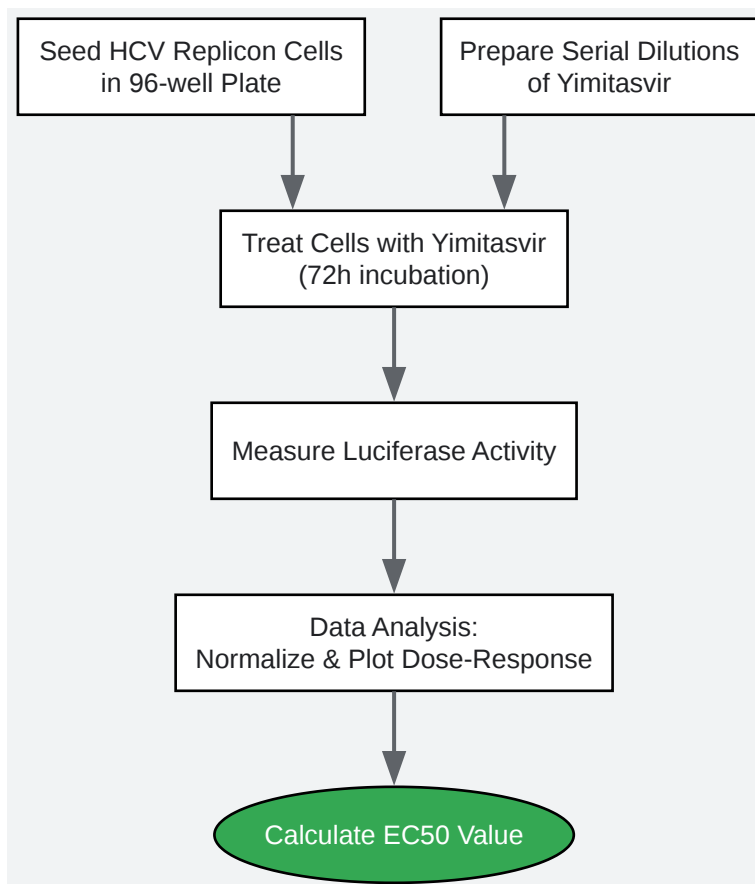 Seed HCV Replicon Cells
in 96-well Plate
Prepare Serial Dilutions
of Yimitasvir
Treat Cells with Yimitasvir
(72h incubation)
Measure Luciferase Activity
Data Analysis:
Normalize & Plot Dose-Response
Calculate EC50 Value